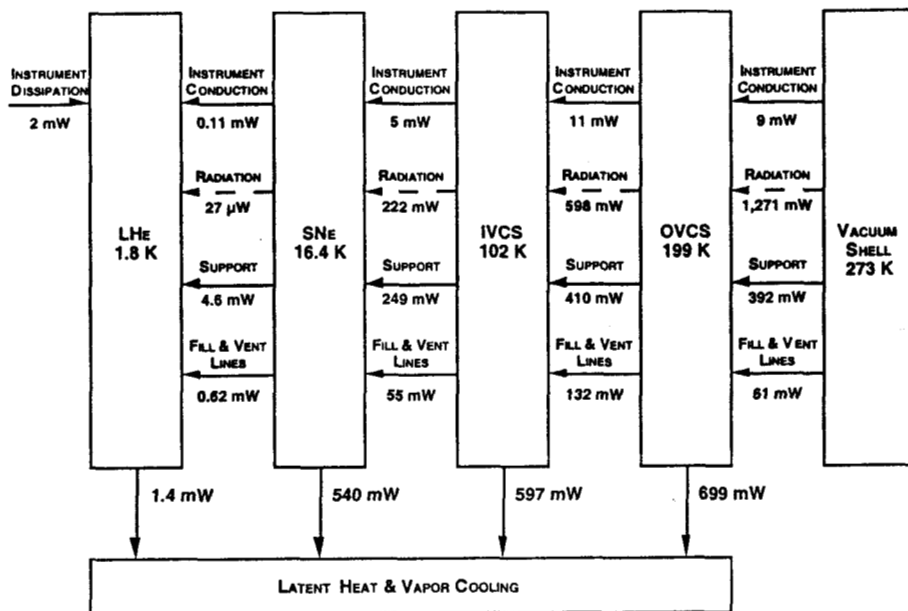 INSTRUMENT
DISSIPATION
2 mW
INSTRUMENT
CONDUCTION
0.11 mW
INSTRUMENT
CONDUCTION
5 mW
INSTRUMENT
CONDUCTION
11 mW
INSTRUMENT
CONDUCTION
9 mW
RADIATION
27 µW
RADIATION
222 mW
RADIATION
598 mW
RADIATION
1,271 mW
LHE
1.8 K
SNE
16.4 K
IVCS
102 K
OVCS
199 K
VACUUM
SHELL
273 K
SUPPORT
4.6 mW
SUPPORT
249 mW
SUPPORT
410 mW
SUPPORT
392 mW
FILL & VENT
LINES
0.62 mW
FILL & VENT
LINES
55 mW
FILL & VENT
LINES
132 mW
FILL & VENT
LINES
61 mW
1.4 mW
540 mW
597 mW
699 mW
LATENT HEAT & VAPOR COOLING